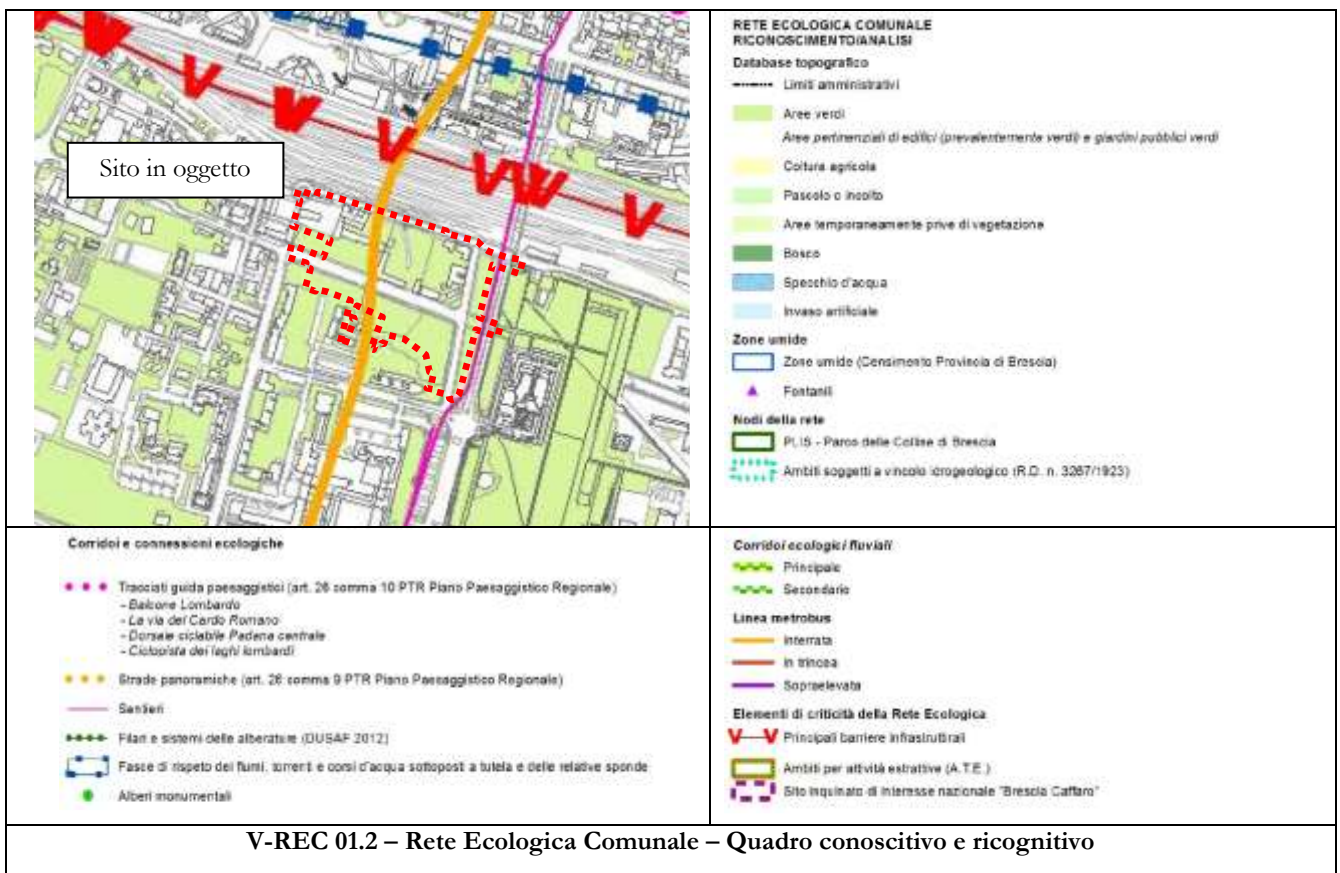 Sito in oggetto
RETE ECOLOGICA COMUNALE
RICONOSCIMENTO/ANALISI
Database topografico
Limiti amministrativi
Aree verdi
Aree pertinenziali di edifici (prevalentemente verdi) e giardini pubblici verdi
Coltura agricola
Pascolo o incolto
Aree temporaneamente prive di vegetazione
Bosco
Specchio d'acqua
Invaso artificiale
Zone umide
Zone umide (Censimento Provincia di Brescia)
Fontanili
Nodi della rete
PLIS - Parco delle Colline di Brescia
Ambiti soggetti a vincolo idrogeologico (R.D. n. 3267/1923)
Corridoi e connessioni ecologiche
Tracciati guida paesaggistici (art. 26 comma 10 PTR Piano Paesaggistico Regionale)
- Balcone Lombardo
- La via del Cardo Romano
- Dorsale ciclabile Padana centrale
- Ciclopista dei laghi lombardi
Strade panoramiche (art. 26 comma 9 PTR Piano Paesaggistico Regionale)
Sentieri
Filari e sistemi delle alberature (DUSAF 2012)
Fasce di rispetto dei fiumi, torrenti e corsi d'acqua sottoposti a tutela e delle relative sponde
Alberi monumentali
Corridoi ecologici fluviali
Principale
Secondario
Linea metrobus
Interrata
In trincea
Sopraelevata
Elementi di criticità della Rete Ecologica
Principali barriere infrastrutturali
Ambiti per attività estrattive (A.T.E.)
Sito inquinato di interesse nazionale "Brescia Caffaro"
V-REC 01.2 – Rete Ecologica Comunale – Quadro conoscitivo e ricognitivo